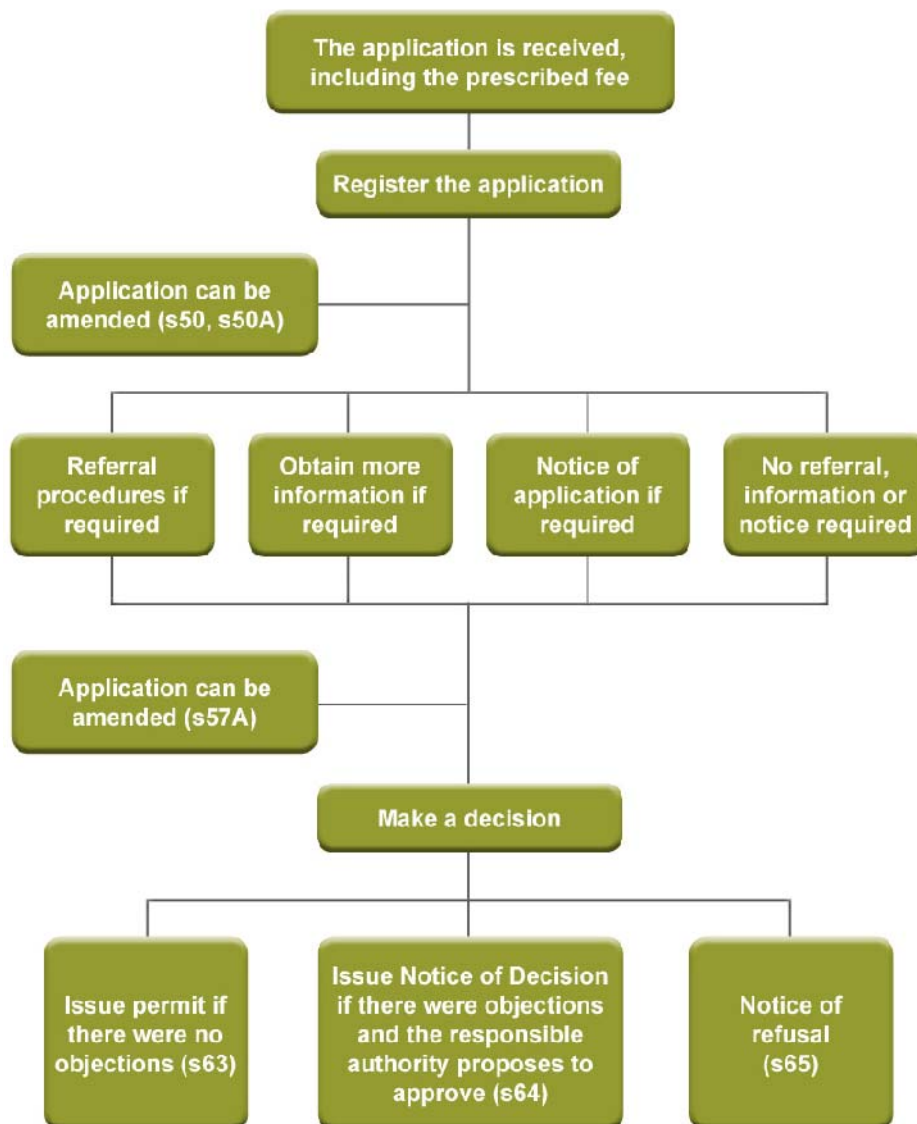 The application is received,
including the prescribed fee
Register the application
Application can be
amended (s50, s50A)
Referral
procedures if
required
Obtain more
information if
required
Notice of
application if
required
No referral,
information or
notice required
Application can be
amended (s57A)
Make a decision
Issue permit if
there were no
objections (s63)
Issue Notice of Decision
if there were objections
and the responsible
authority proposes to
approve (s64)
Notice of
refusal
(s65)